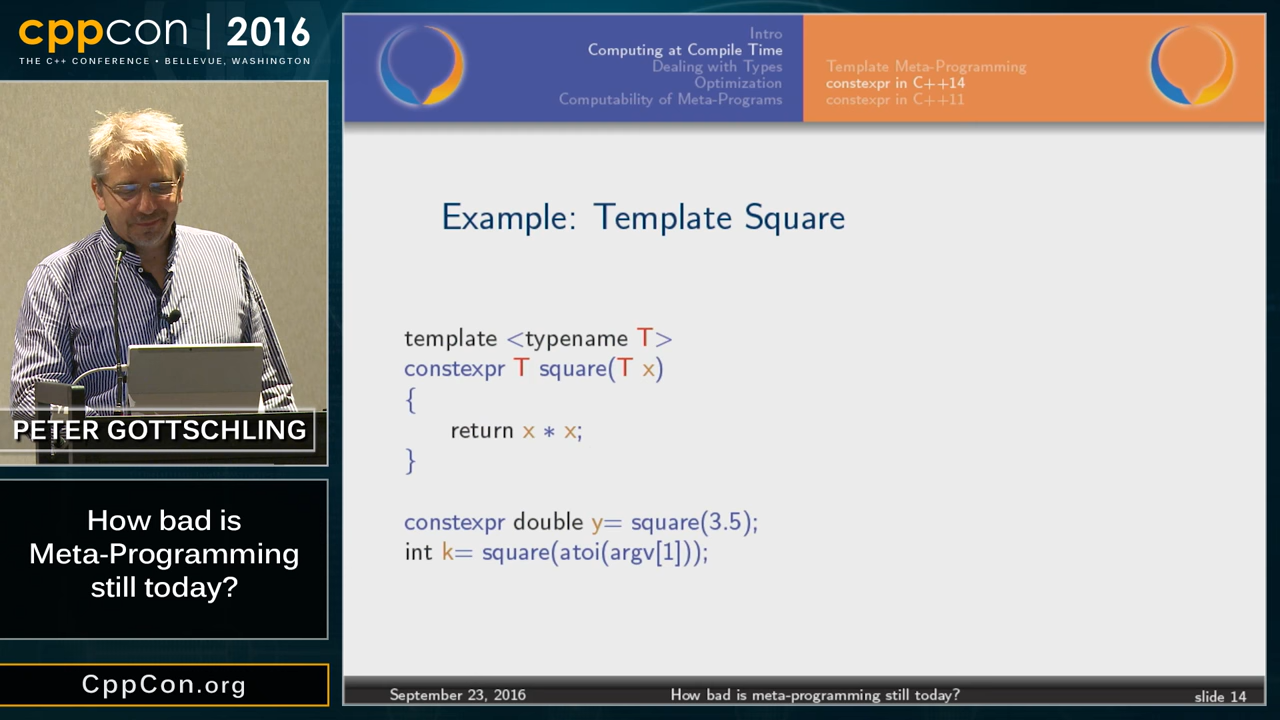 cppcon | 2016
THE C++ CONFERENCE • BELLEVUE, WASHINGTON
PETER GOTTSCHLING
How bad is
Meta-Programming
still today?
CppCon.org
Intro
Computing at Compile Time
Dealing with Types
Optimization
Computability of Meta-Programs
Template Meta-Programming
constexpr in C++14
constexpr in C++11
Example: Template Square
template <typename T>
constexpr T square(T x)
{
return x * x;
}
constexpr double y= square(3.5);
int k= square(atoi(argv[1]));
September 23, 2016
How bad is meta-programming still today?
slide 14